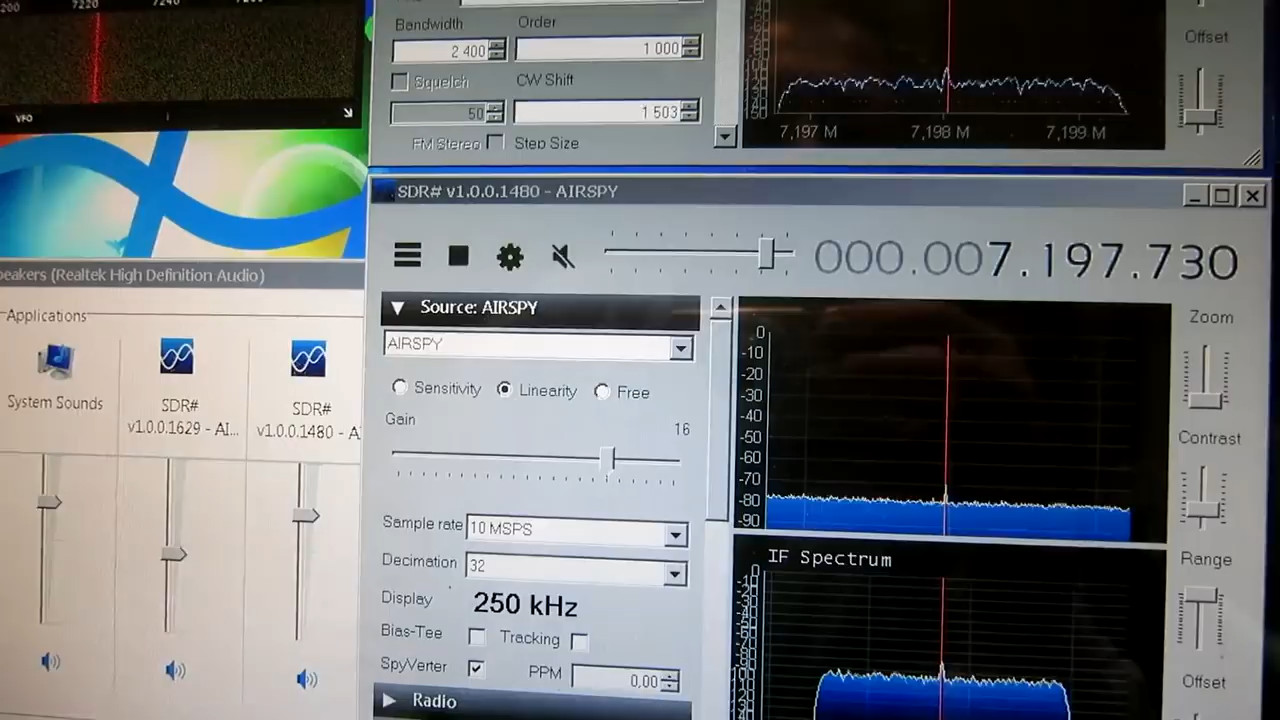 200 7220 7240
VFO
Bandwidth Order
2 400 1 000
Squelch CW Shift
50 1 503
FM Stereo Step Size
150
7,197 M 7,198 M 7,199 M
Offset
SDR# v1.0.0.1480 - AIRSPY
000.007.197.730
Source: AIRSPY
AIRSPY
Sensitivity Linearity Free
Gain
16
Sample rate 10 MSPS
Decimation 32
Display 250 kHz
Bias-Tee Tracking
SpyVerter PPM 0,00
Radio
0
-10
-20
-30
-40
-50
-60
-70
-80
-90
IF Spectrum
0
Zoom
Contrast
Range
Offset
peakers (Realtek High Definition Audio)
Applications
System Sounds
SDR#
v1.0.0.1629 - AI...
SDR#
v1.0.0.1480 - A